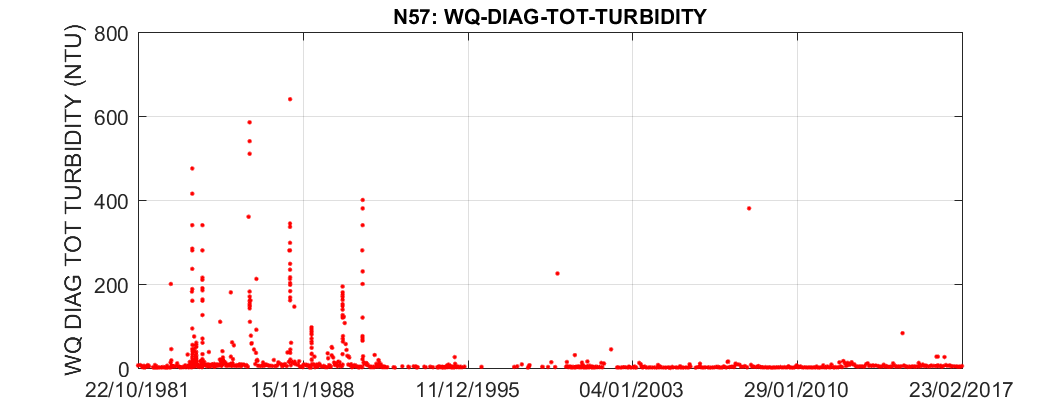 N57: WQ-DIAG-TOT-TURBIDITY
WQ DIAG TOT TURBIDITY (NTU)
800
600
400
200
0
22/10/1981 15/11/1988 11/12/1995 04/01/2003 29/01/2010 23/02/2017